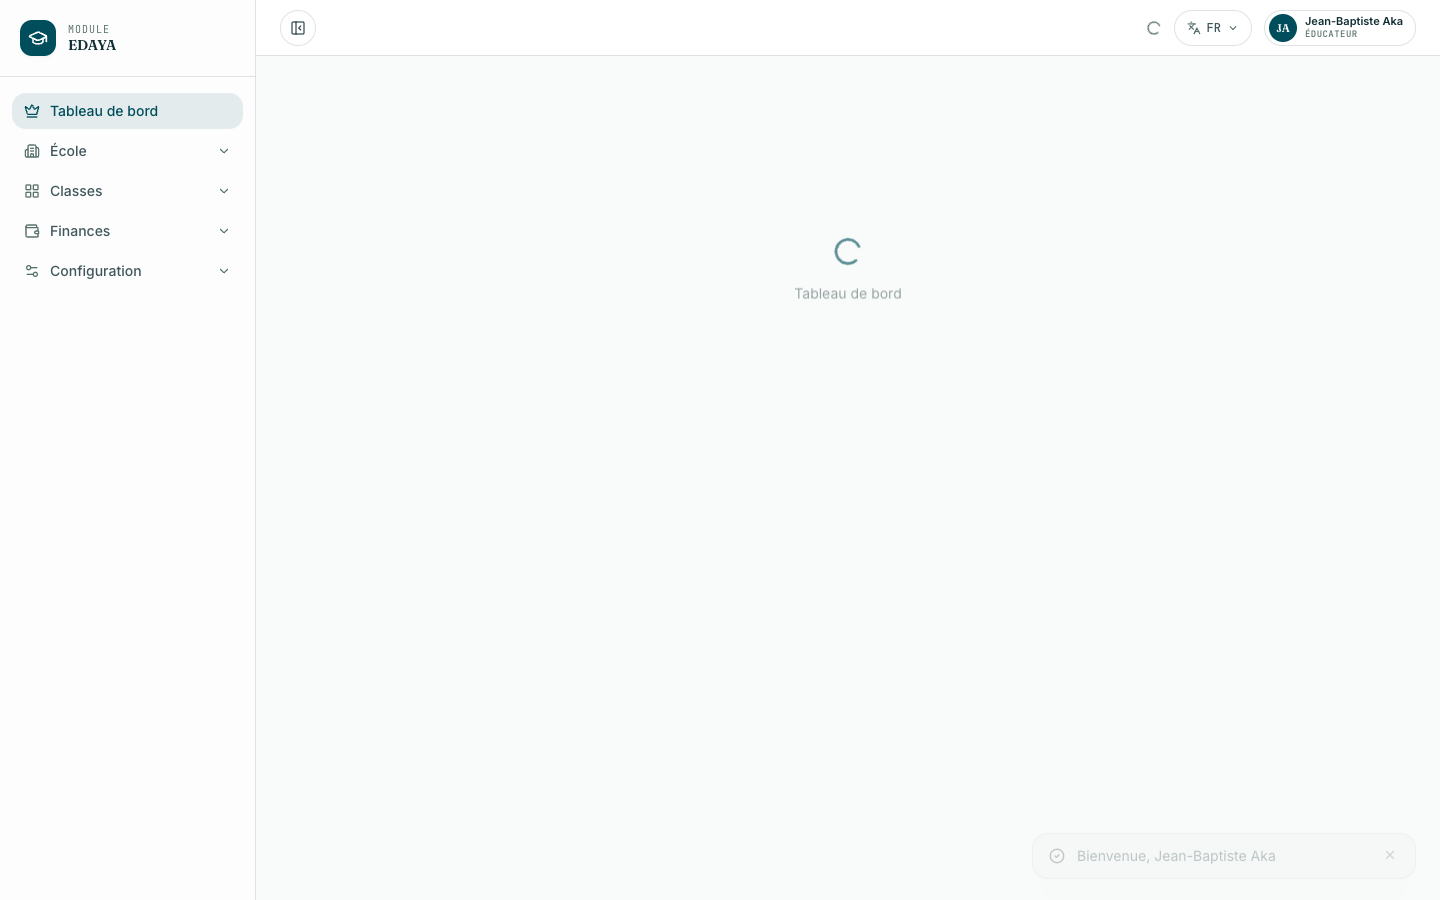 MODULE
EDAYA
Tableau de bord
École
Classes
Finances
Configuration
FR
JA
Jean-Baptiste Aka
ÉDUCATEUR
Tableau de bord
Bienvenue, Jean-Baptiste Aka